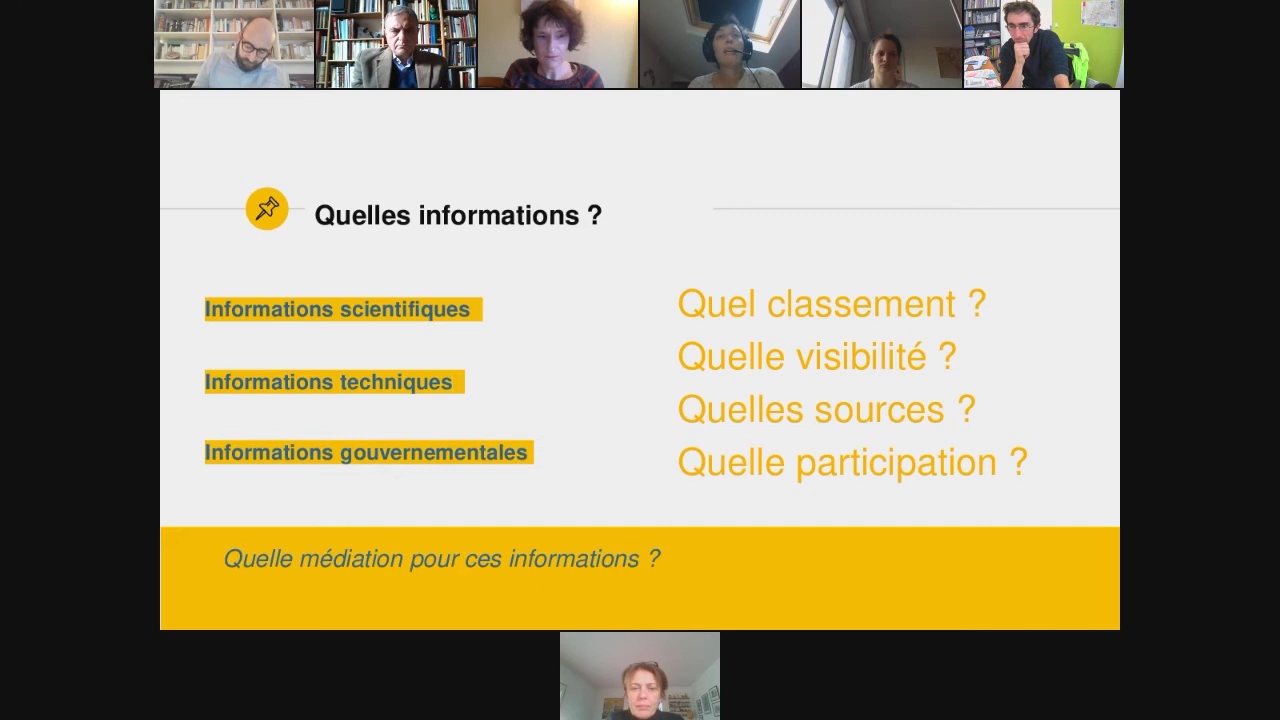 Quelles informations ?
Informations scientifiques
Informations techniques
Informations gouvernementales
Quel classement ?
Quelle visibilité ?
Quelles sources ?
Quelle participation ?
Quelle médiation pour ces informations ?